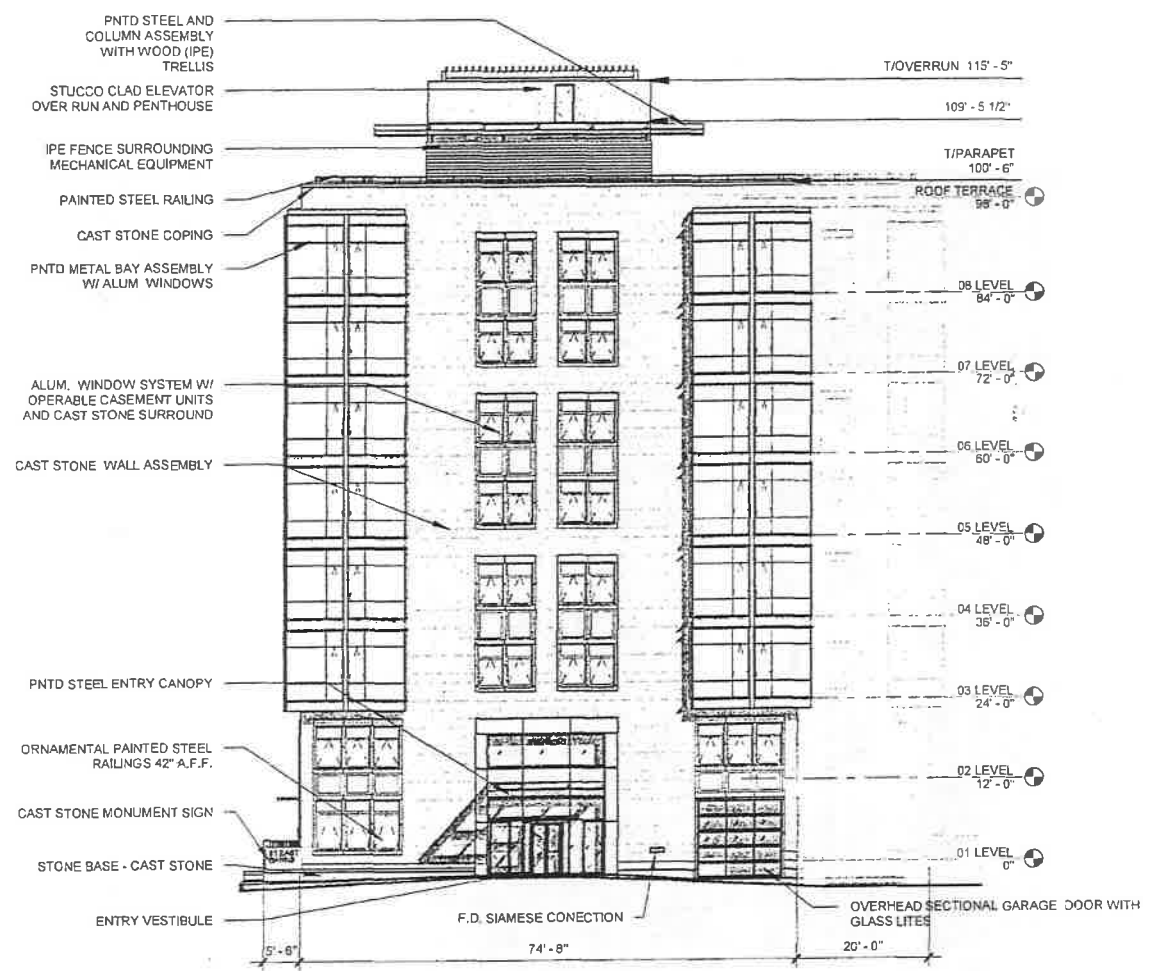 PNTD STEEL AND
COLUMN ASSEMBLY
WITH WOOD (IPE)
TRELLIS
STUCCO CLAD ELEVATOR
OVER RUN AND PENTHOUSE
IPE FENCE SURROUNDING
MECHANICAL EQUIPMENT
PAINTED STEEL RAILING
CAST STONE COPING
PNTD METAL BAY ASSEMBLY
W/ ALUM WINDOWS
ALUM. WINDOW SYSTEM W/
OPERABLE CASEMENT UNITS
AND CAST STONE SURROUND
CAST STONE WALL ASSEMBLY
PNTD STEEL ENTRY CANOPY
ORNAMENTAL PAINTED STEEL
RAILINGS 42" A.F.F.
CAST STONE MONUMENT SIGN
STONE BASE - CAST STONE
ENTRY VESTIBULE
T/OVERRUN 115' - 5"
109' - 5 1/2"
T/PARAPET
100' - 6"
ROOF TERRACE
98' - 0"
08 LEVEL
84' - 0"
07 LEVEL
72' - 0"
06 LEVEL
60' - 0"
05 LEVEL
48' - 0"
04 LEVEL
36' - 0"
03 LEVEL
24' - 0"
02 LEVEL
12' - 0"
01 LEVEL
0"
F.D. SIAMESE CONECTION
OVERHEAD SECTIONAL GARAGE DOOR WITH
GLASS LITES
5' - 6"
74' - 8"
20' - 0"